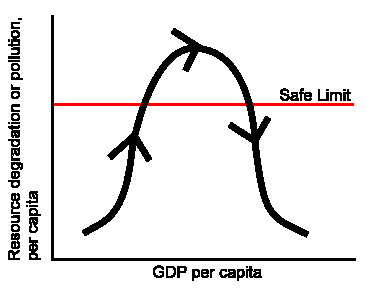 Resource degradation or pollution,
per capita
Safe Limit
GDP per capita